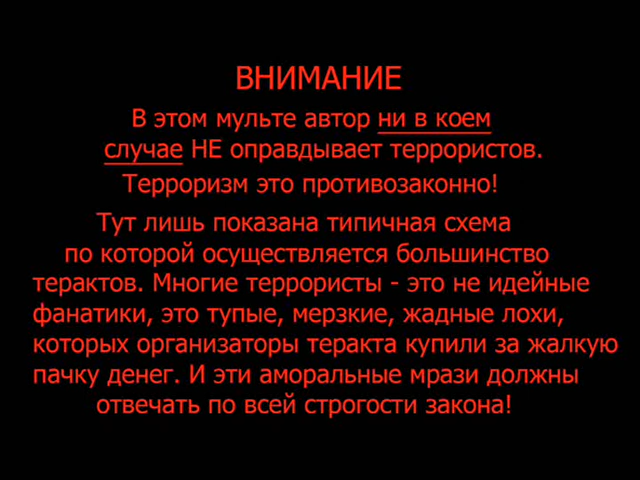 ВНИМАНИЕ
В этом мульте автор ни в коем
случае НЕ оправдывает террористов.
Терроризм это противозаконно!
Тут лишь показана типичная схема
по которой осуществляется большинство
терактов. Многие террористы - это не идейные
фанатики, это тупые, мерзкие, жадные лохи,
которых организаторы теракта купили за жалкую
пачку денег. И эти аморальные мрази должны
отвечать по всей строгости закона!